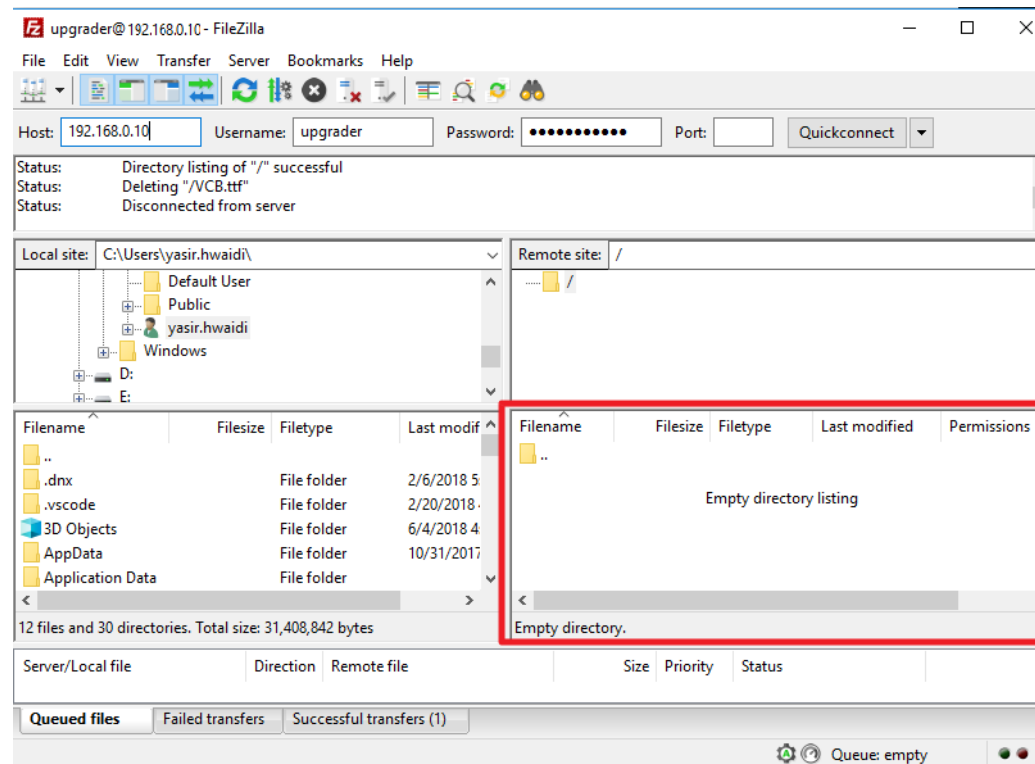 upgrader@192.168.0.10 - FileZilla
File Edit View Transfer Server Bookmarks Help
Host: 192.168.0.10 Username: upgrader Password: ●●●●●●●●●●● Port: Quickconnect
Status: Directory listing of "/" successful
Status: Deleting "/VCB.ttf"
Status: Disconnected from server
Local site: C:\Users\yasir.hwaidi\
Default User
Public
yasir.hwaidi
Windows
D:
E:
Remote site: /
/
Filename Filesize Filetype Last modif
..
.dnx File folder 2/6/2018 5:
.vscode File folder 2/20/2018
3D Objects File folder 6/4/2018 4:
AppData File folder 10/31/2017
Application Data File folder
12 files and 30 directories. Total size: 31,408,842 bytes
Filename Filesize Filetype Last modified Permissions
..
Empty directory listing
Empty directory.
Server/Local file Direction Remote file Size Priority Status
Queued files Failed transfers Successful transfers (1)
Queue: empty